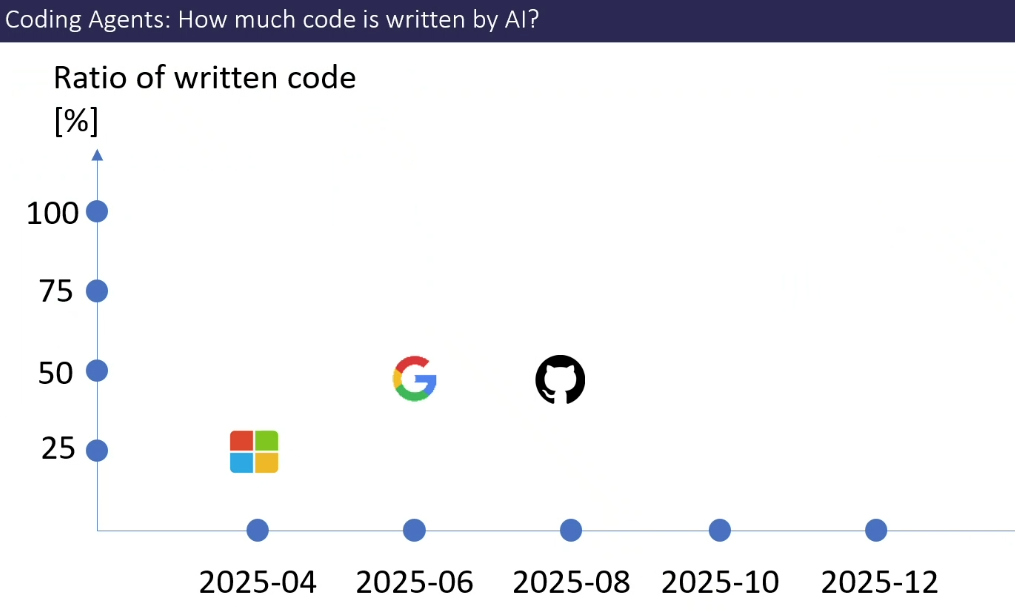 Coding Agents: How much code is written by AI?
Ratio of written code
[%]
100
75
50
25
2025-04 2025-06 2025-08 2025-10 2025-12